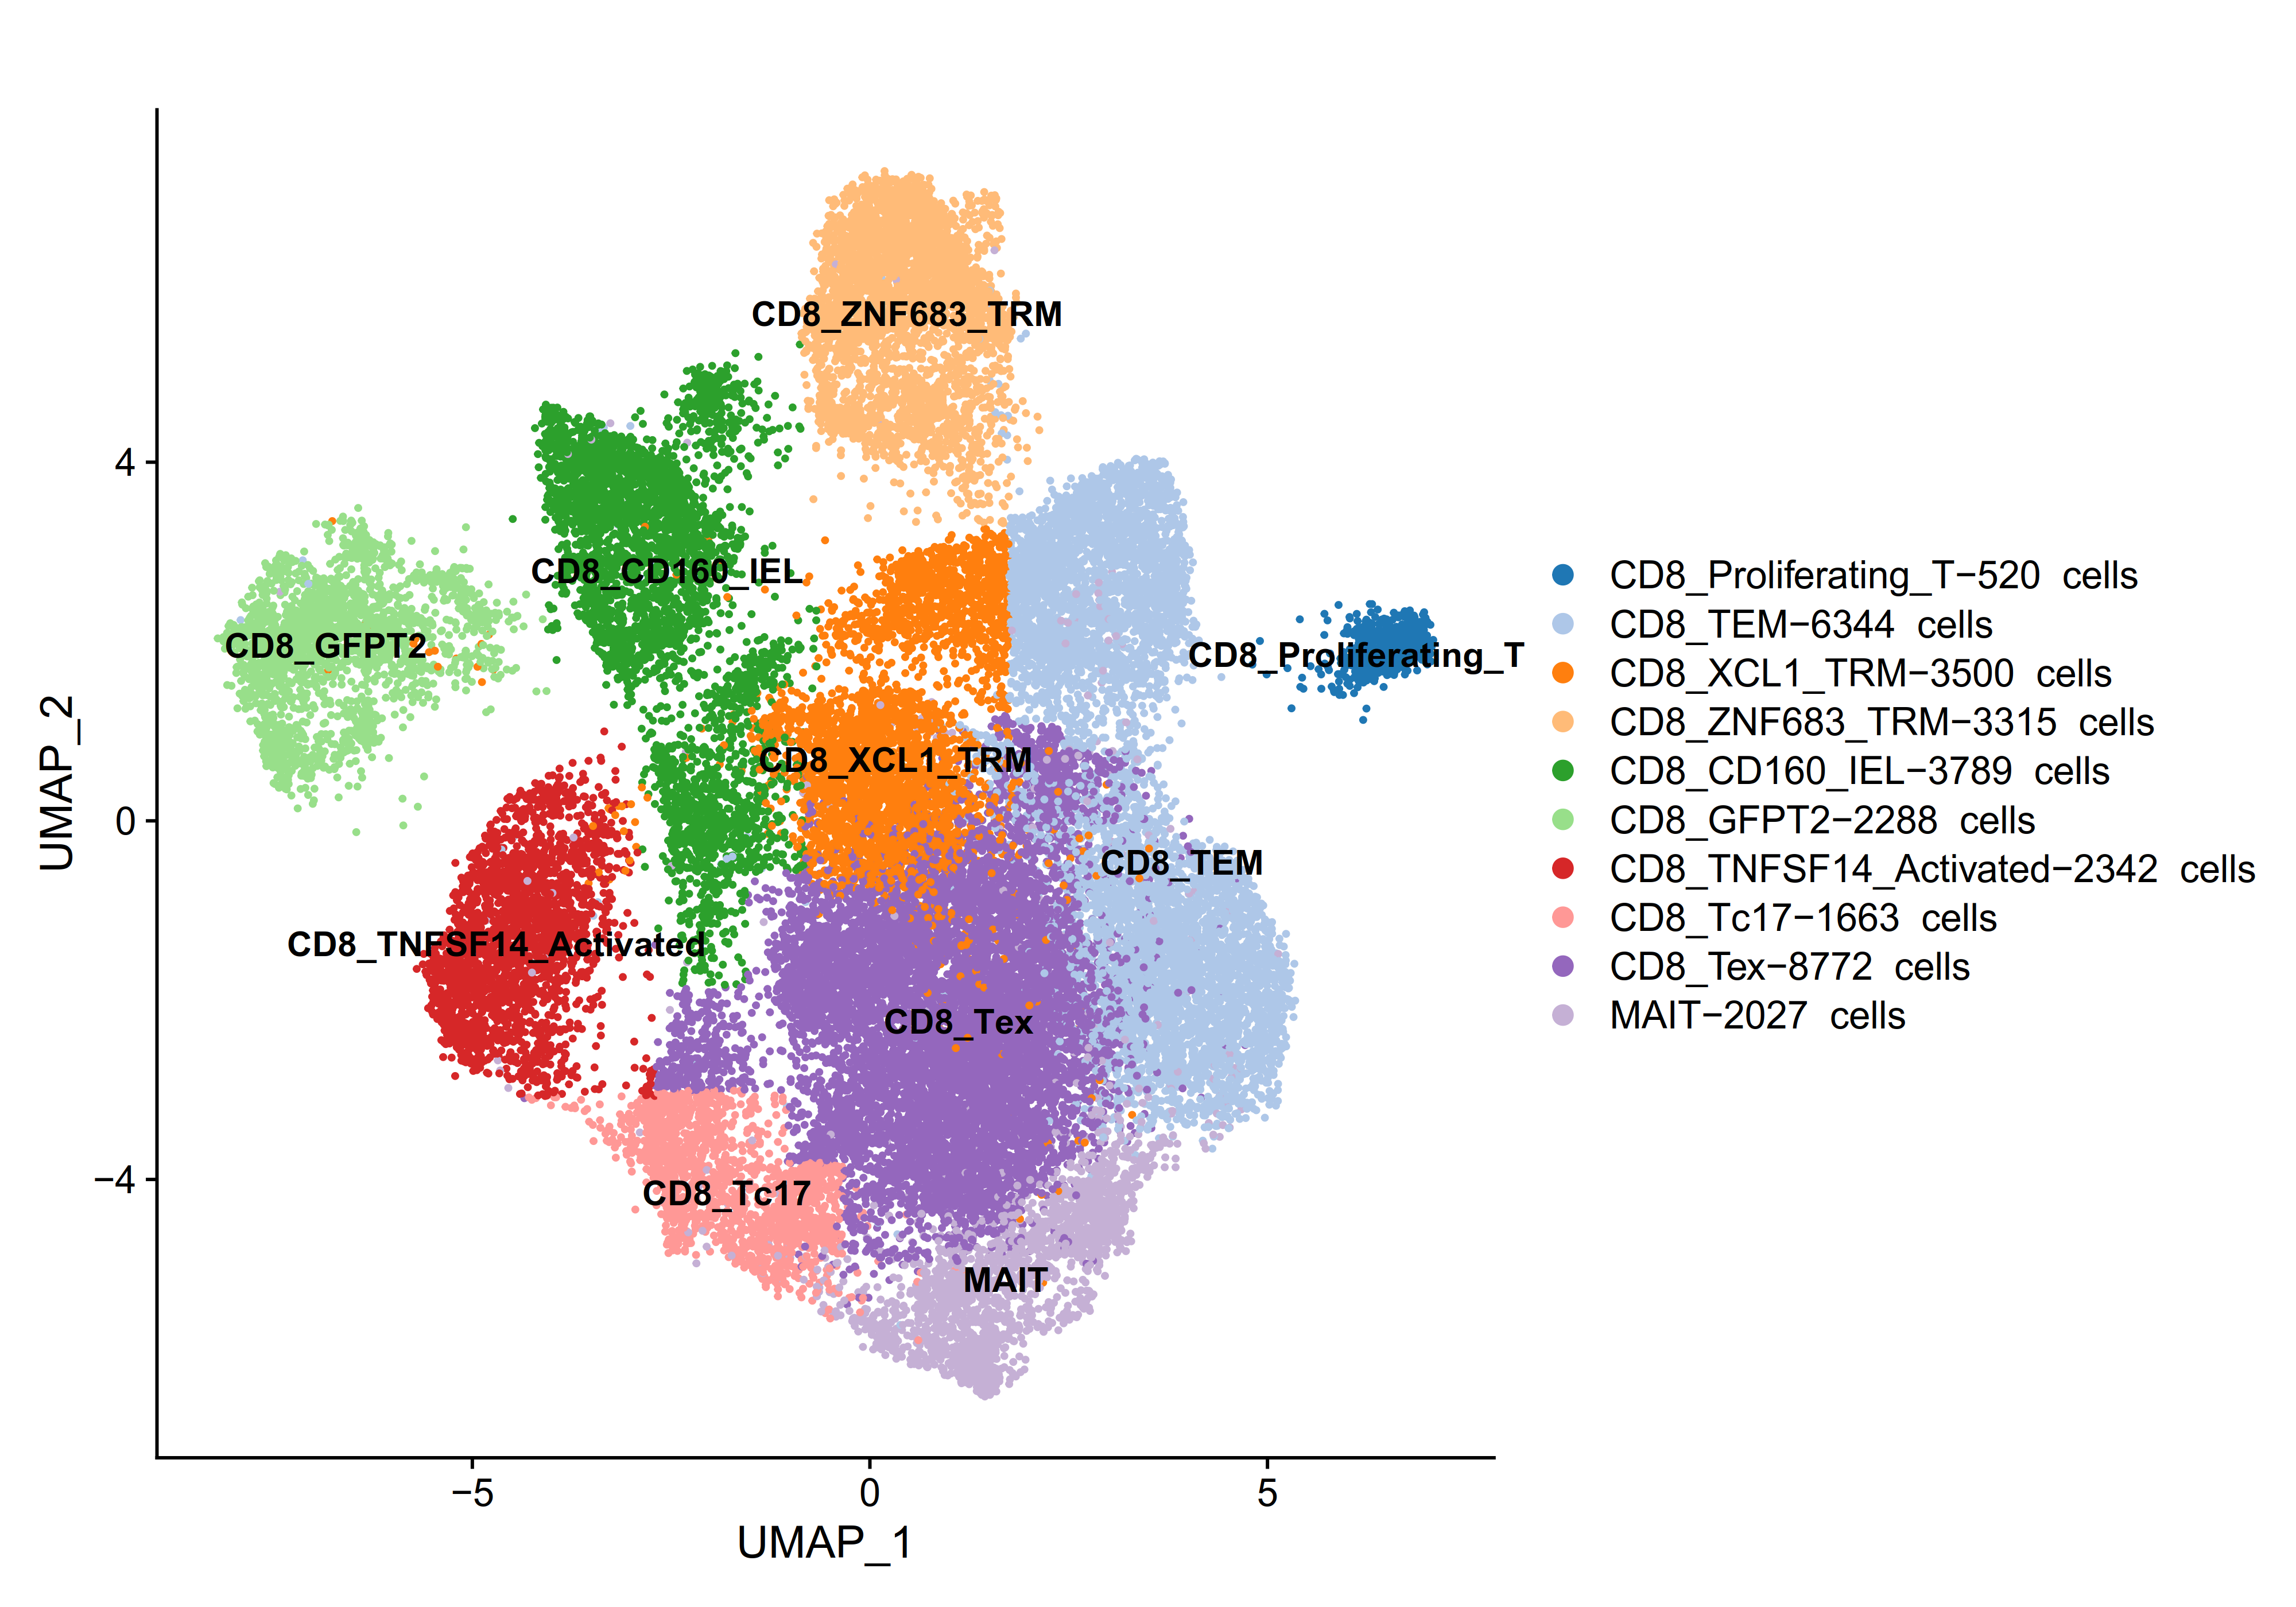 CD8_ZNF683_TRM
CD8_CD160_IEL
CD8_GFPT2
CD8_Proliferating_T
CD8_XCL1_TRM
CD8_TEM
CD8_TNFSF14_Activated
CD8_Tex
CD8_Tc17
MAIT
4
0
−4
UMAP_2
−5
0
5
UMAP_1
CD8_Proliferating_T−520 cells
CD8_TEM−6344 cells
CD8_XCL1_TRM−3500 cells
CD8_ZNF683_TRM−3315 cells
CD8_CD160_IEL−3789 cells
CD8_GFPT2−2288 cells
CD8_TNFSF14_Activated−2342 cells
CD8_Tc17−1663 cells
CD8_Tex−8772 cells
MAIT−2027 cells